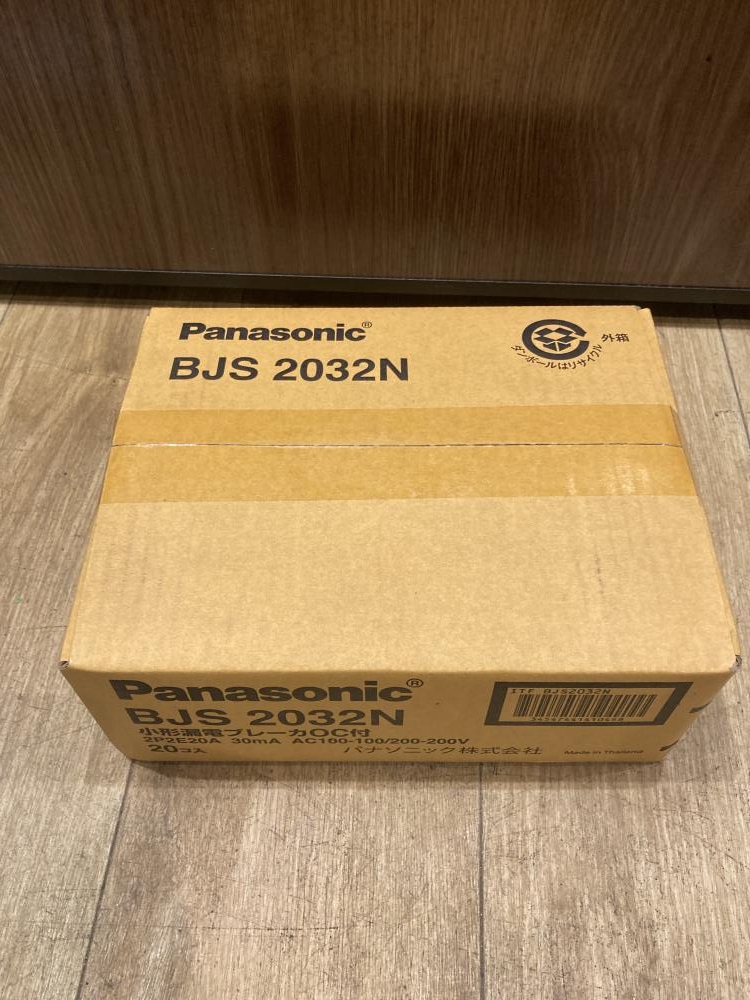 Panasonic®
BJS 2032N
ダンボールはリサイクル
外箱
Panasonic®
BJS 2032N
小形漏電ブレーカOC付
2P2E20A 30mA AC100-100/200-200V
20コ入
パナソニック株式会社
Made in Thailand
ITF BJS2032N